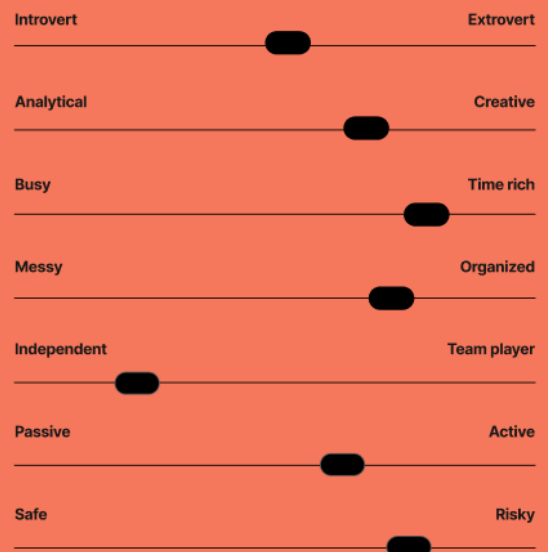 Introvert Extrovert
Analytical Creative
Busy Time rich
Messy Organized
Independent Team player
Passive Active
Safe Risky